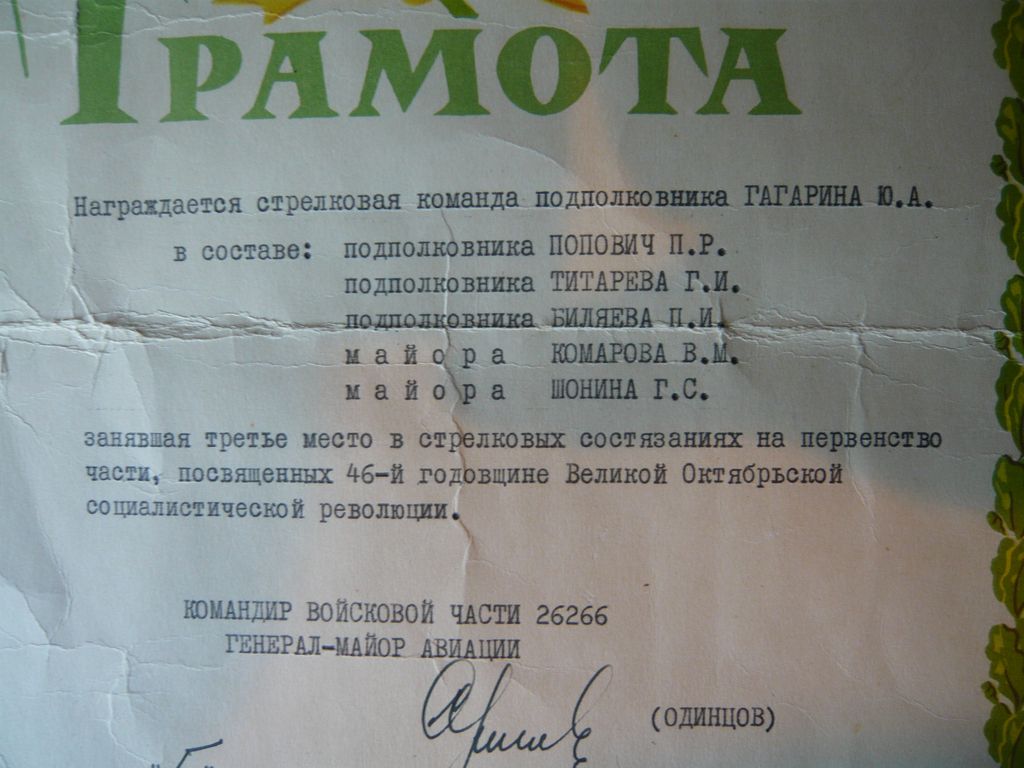 ГРАМОТА
Награждается стрелковая команда подполковника ГАГАРИНА Ю.А.
в составе: подполковника ПОПОВИЧ П.Р.
подполковника ТИТАРЕВА Г.И.
подполковника БИЛЯЕВА П.И.
майора КОМАРОВА В.М.
майора ШОНИНА Г.С.
занявшая третье место в стрелковых состязаниях на первенство
части, посвященных 46-й годовщине Великой Октябрьской
социалистической революции.
КОМАНДИР ВОЙСКОВОЙ ЧАСТИ 26266
ГЕНЕРАЛ-МАЙОР АВИАЦИИ
(ОДИНЦОВ)